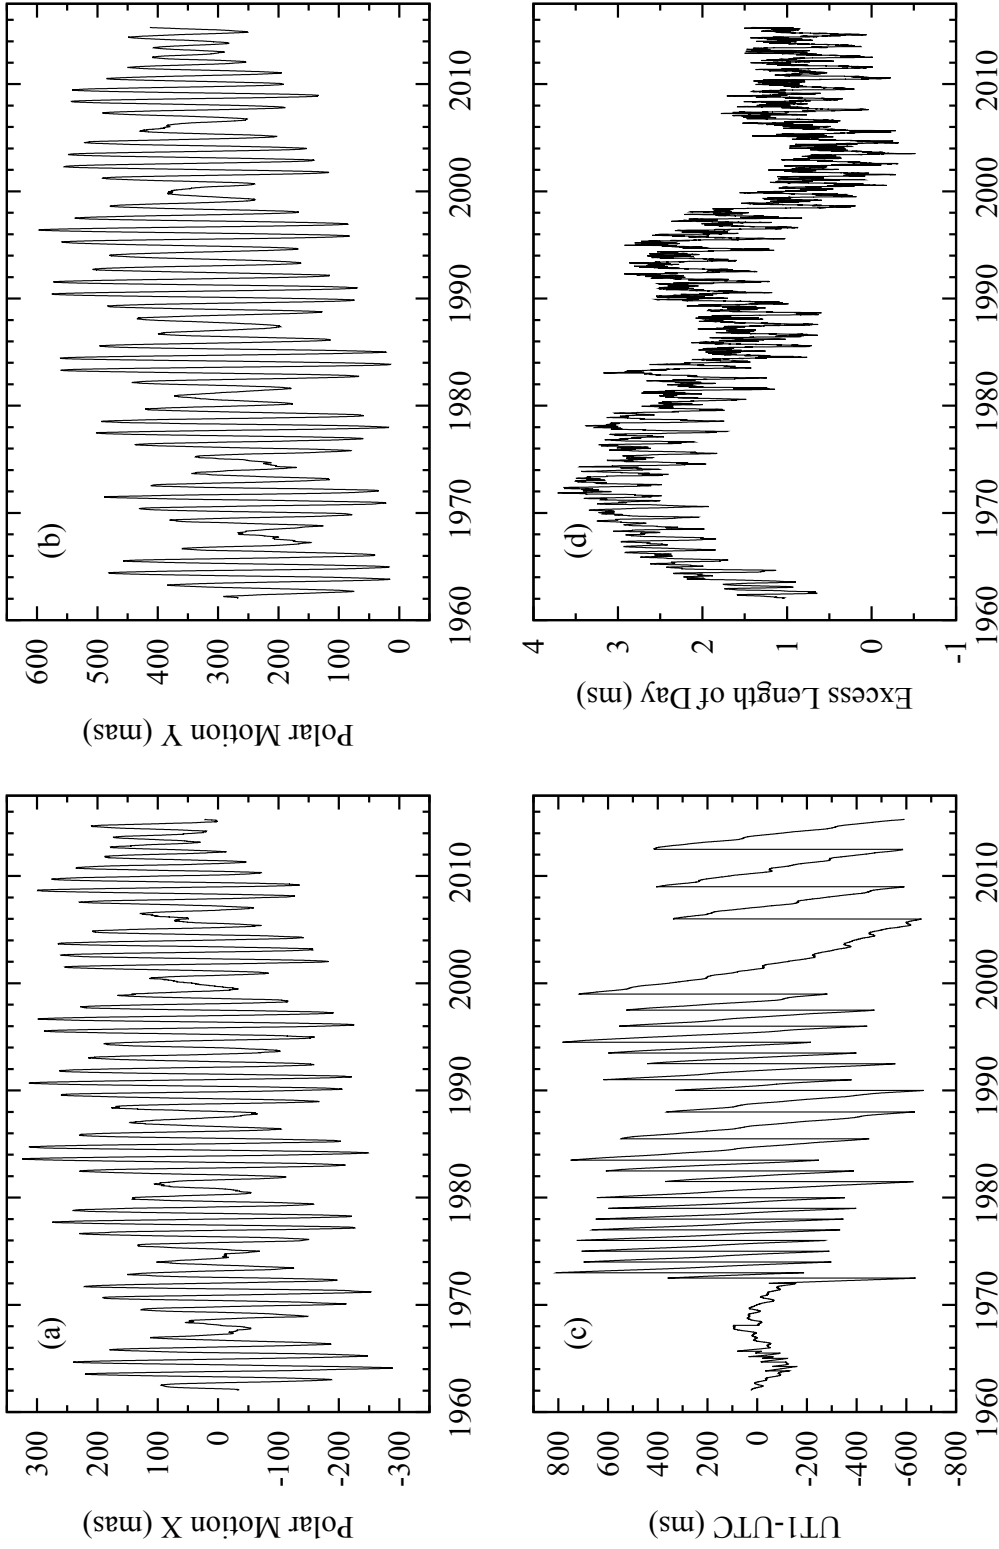 (a)
Polar Motion X (mas)
300
200
100
0
-100
-200
-300
1960 1970 1980 1990 2000 2010
(b)
Polar Motion Y (mas)
600
500
400
300
200
100
0
1960 1970 1980 1990 2000 2010
(c)
UT1-UTC (ms)
800
600
400
200
0
-200
-400
-600
-800
1960 1970 1980 1990 2000 2010
(d)
Excess Length of Day (ms)
4
3
2
1
0
-1
1960 1970 1980 1990 2000 2010